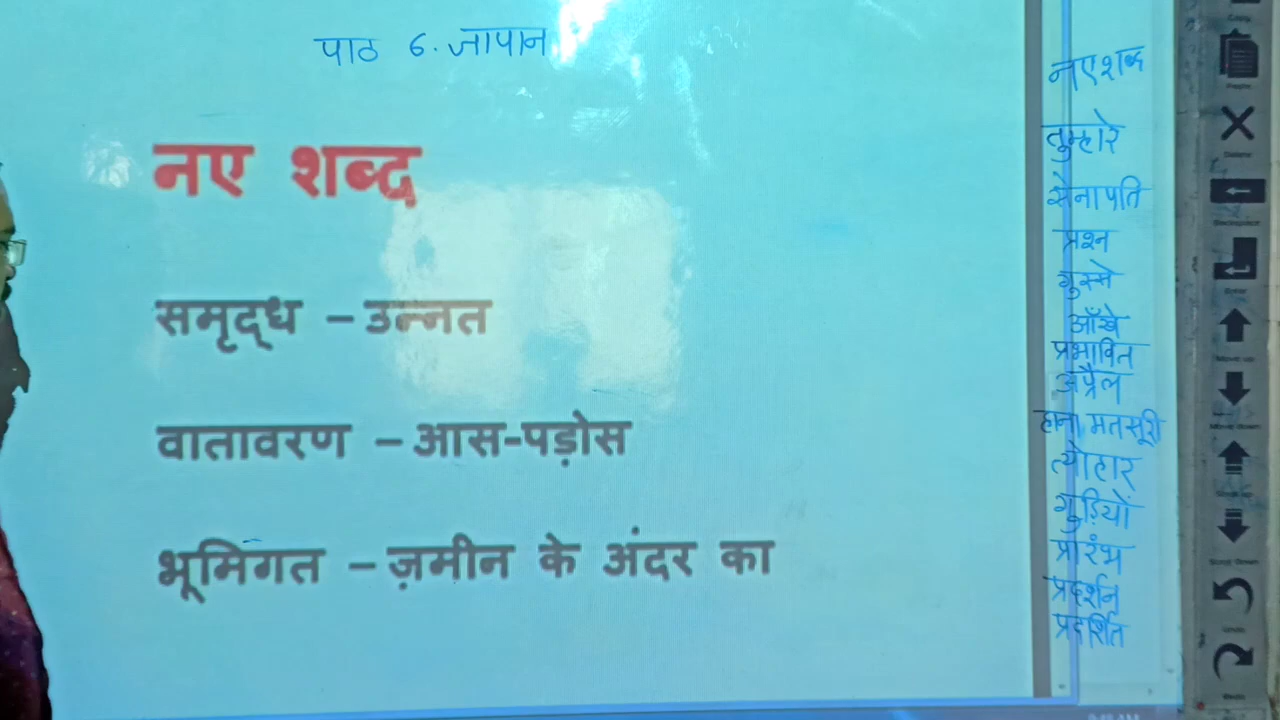 पाठ 6. जापान
नए शब्द
समृद्ध – उन्नत
वातावरण – आस-पड़ोस
भूमिगत – ज़मीन के अंदर का
नए शब्द
तुम्हारे
सेनापति
प्रश्न
गुस्से
आँखे
प्रभावित
अप्रैल
हाना मतसूरी
त्योहार
गुड़ियों
प्रारंभ
प्रदर्शन
प्रदर्शित